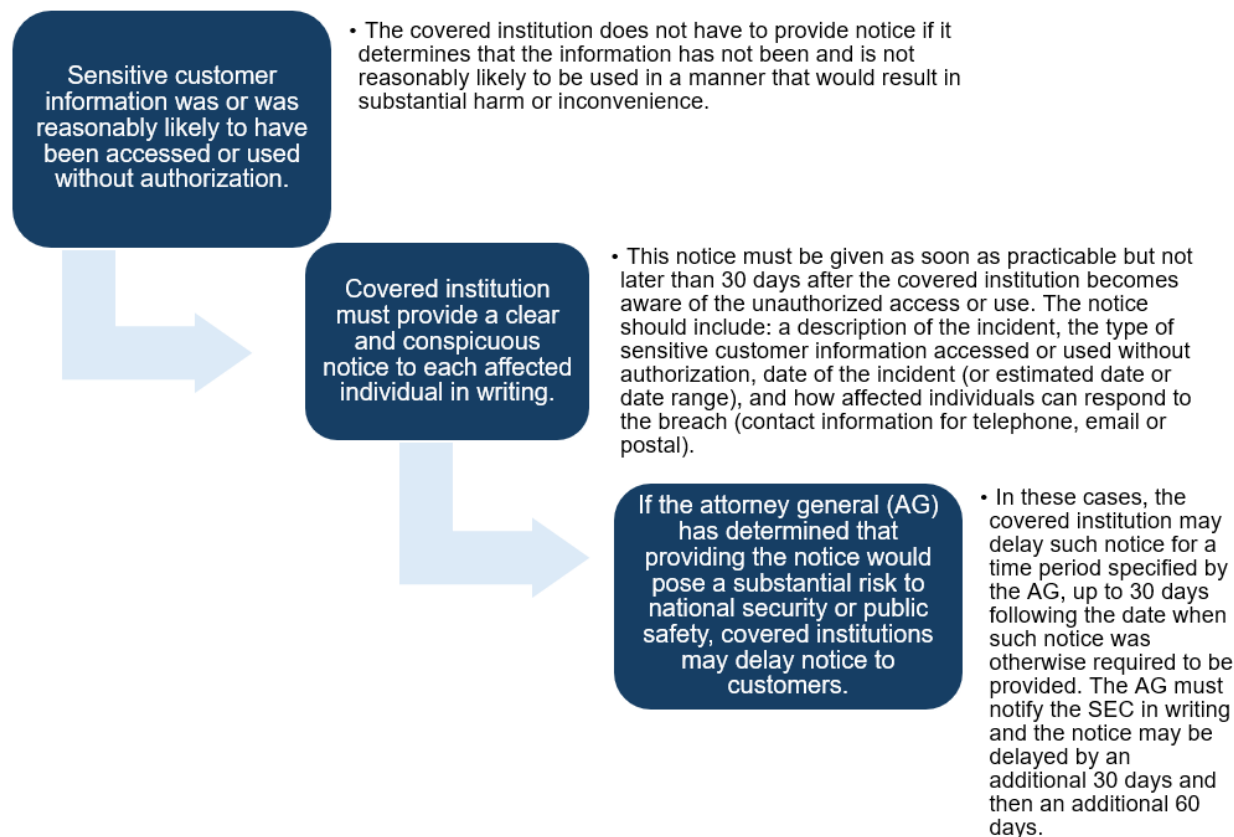 Sensitive customer
information was or was
reasonably likely to have
been accessed or used
without authorization.
• The covered institution does not have to provide notice if it
determines that the information has not been and is not
reasonably likely to be used in a manner that would result in
substantial harm or inconvenience.
Covered institution
must provide a clear
and conspicuous
notice to each affected
individual in writing.
• This notice must be given as soon as practicable but not
later than 30 days after the covered institution becomes
aware of the unauthorized access or use. The notice
should include: a description of the incident, the type of
sensitive customer information accessed or used without
authorization, date of the incident (or estimated date or
date range), and how affected individuals can respond to
the breach (contact information for telephone, email or
postal).
If the attorney general (AG)
has determined that
providing the notice would
pose a substantial risk to
national security or public
safety, covered institutions
may delay notice to
customers.
• In these cases, the
covered institution may
delay such notice for a
time period specified by
the AG, up to 30 days
following the date when
such notice was
otherwise required to be
provided. The AG must
notify the SEC in writing
and the notice may be
delayed by an
additional 30 days and
then an additional 60
days.